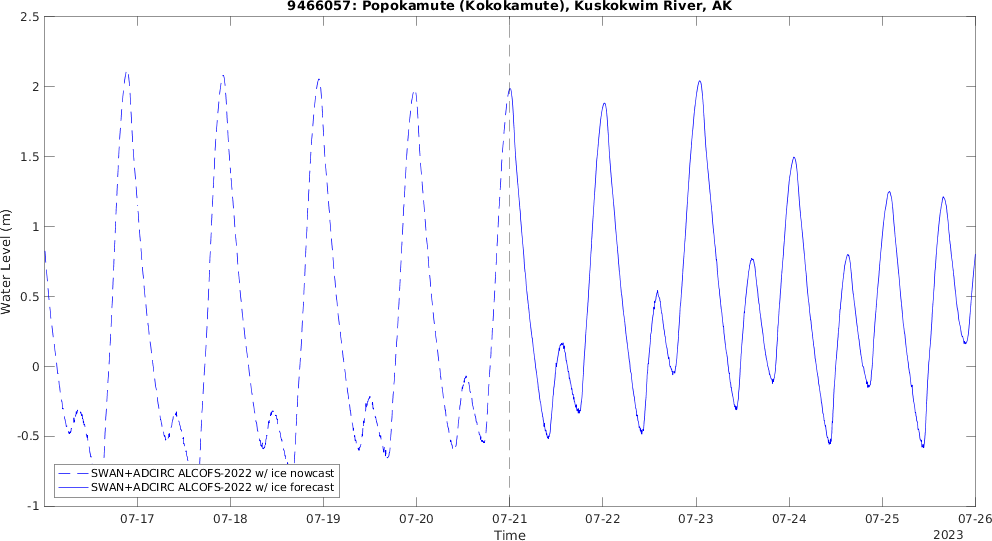 9466057: Popokamute (Kokokamute), Kuskokwim River, AK
2.5
2
1.5
1
0.5
0
-0.5
-1
Water Level (m)
SWAN+ADCIRC ALCOFS-2022 w/ ice nowcast
SWAN+ADCIRC ALCOFS-2022 w/ ice forecast
07-17 07-18 07-19 07-20 07-21 07-22 07-23 07-24 07-25 07-26
Time
2023